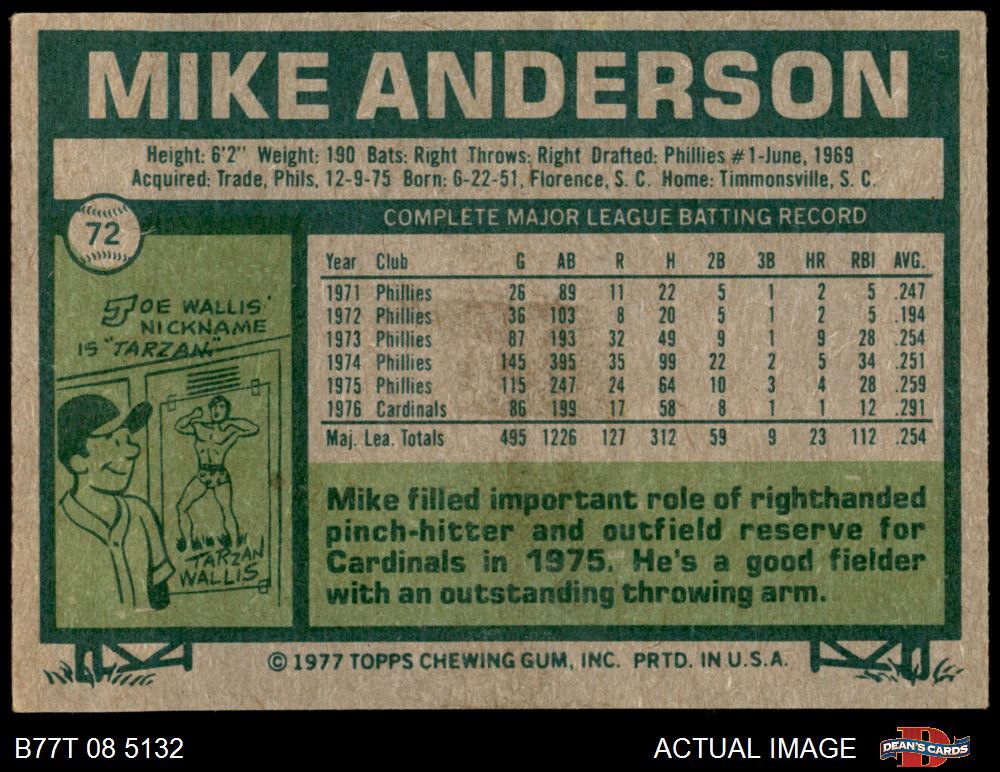 MIKE ANDERSON
Height: 6'2" Weight: 190 Bats: Right Throws: Right Drafted: Phillies #1-June, 1969
Acquired: Trade, Phils, 12-9-75 Born: 6-22-51, Florence, S. C. Home: Timmonsville, S. C.
72
JOE WALLIS'
NICKNAME
IS "TARZAN."
TARZAN
WALLIS
COMPLETE MAJOR LEAGUE BATTING RECORD
Year Club G AB R H 2B 3B HR RBI AVG.
1971 Phillies 26 89 11 22 5 1 2 5 .247
1972 Phillies 36 103 8 20 5 1 2 5 .194
1973 Phillies 87 193 32 49 9 1 9 28 .254
1974 Phillies 145 395 35 99 22 2 5 34 .251
1975 Phillies 115 247 24 64 10 3 4 28 .259
1976 Cardinals 86 199 17 58 8 1 1 12 .291
Maj. Lea. Totals 495 1226 127 312 59 9 23 112 .254
Mike filled important role of righthanded
pinch-hitter and outfield reserve for
Cardinals in 1975. He's a good fielder
with an outstanding throwing arm.
© 1977 TOPPS CHEWING GUM, INC. PRTD. IN U.S.A.
B77T 08 5132
ACTUAL IMAGE
DEAN'S CARDS